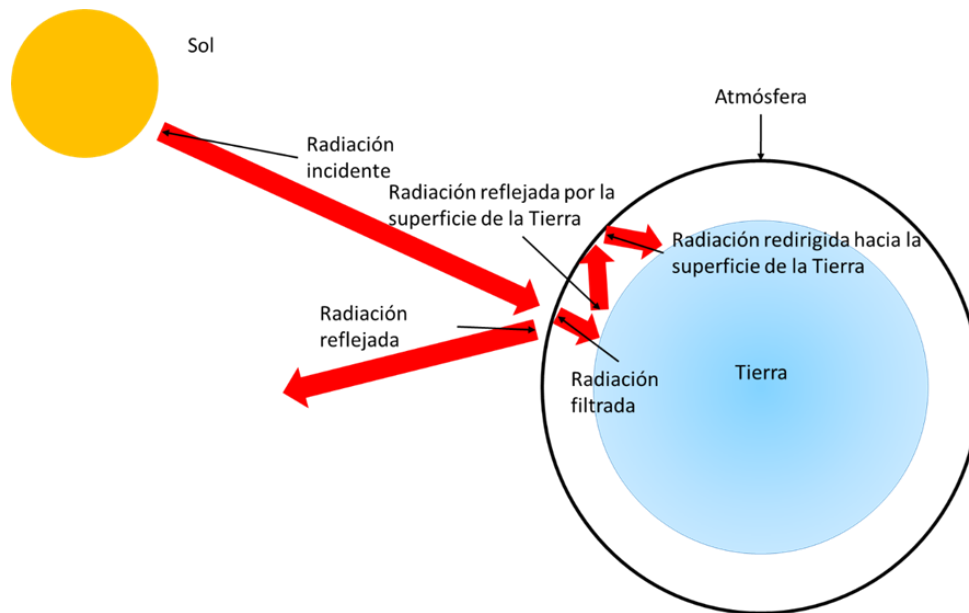 Sol
Atmósfera
Radiación
incidente
Radiación reflejada por la
superficie de la Tierra
Radiación redirigida hacia la
superficie de la Tierra
Radiación
reflejada
Radiación
filtrada
Tierra